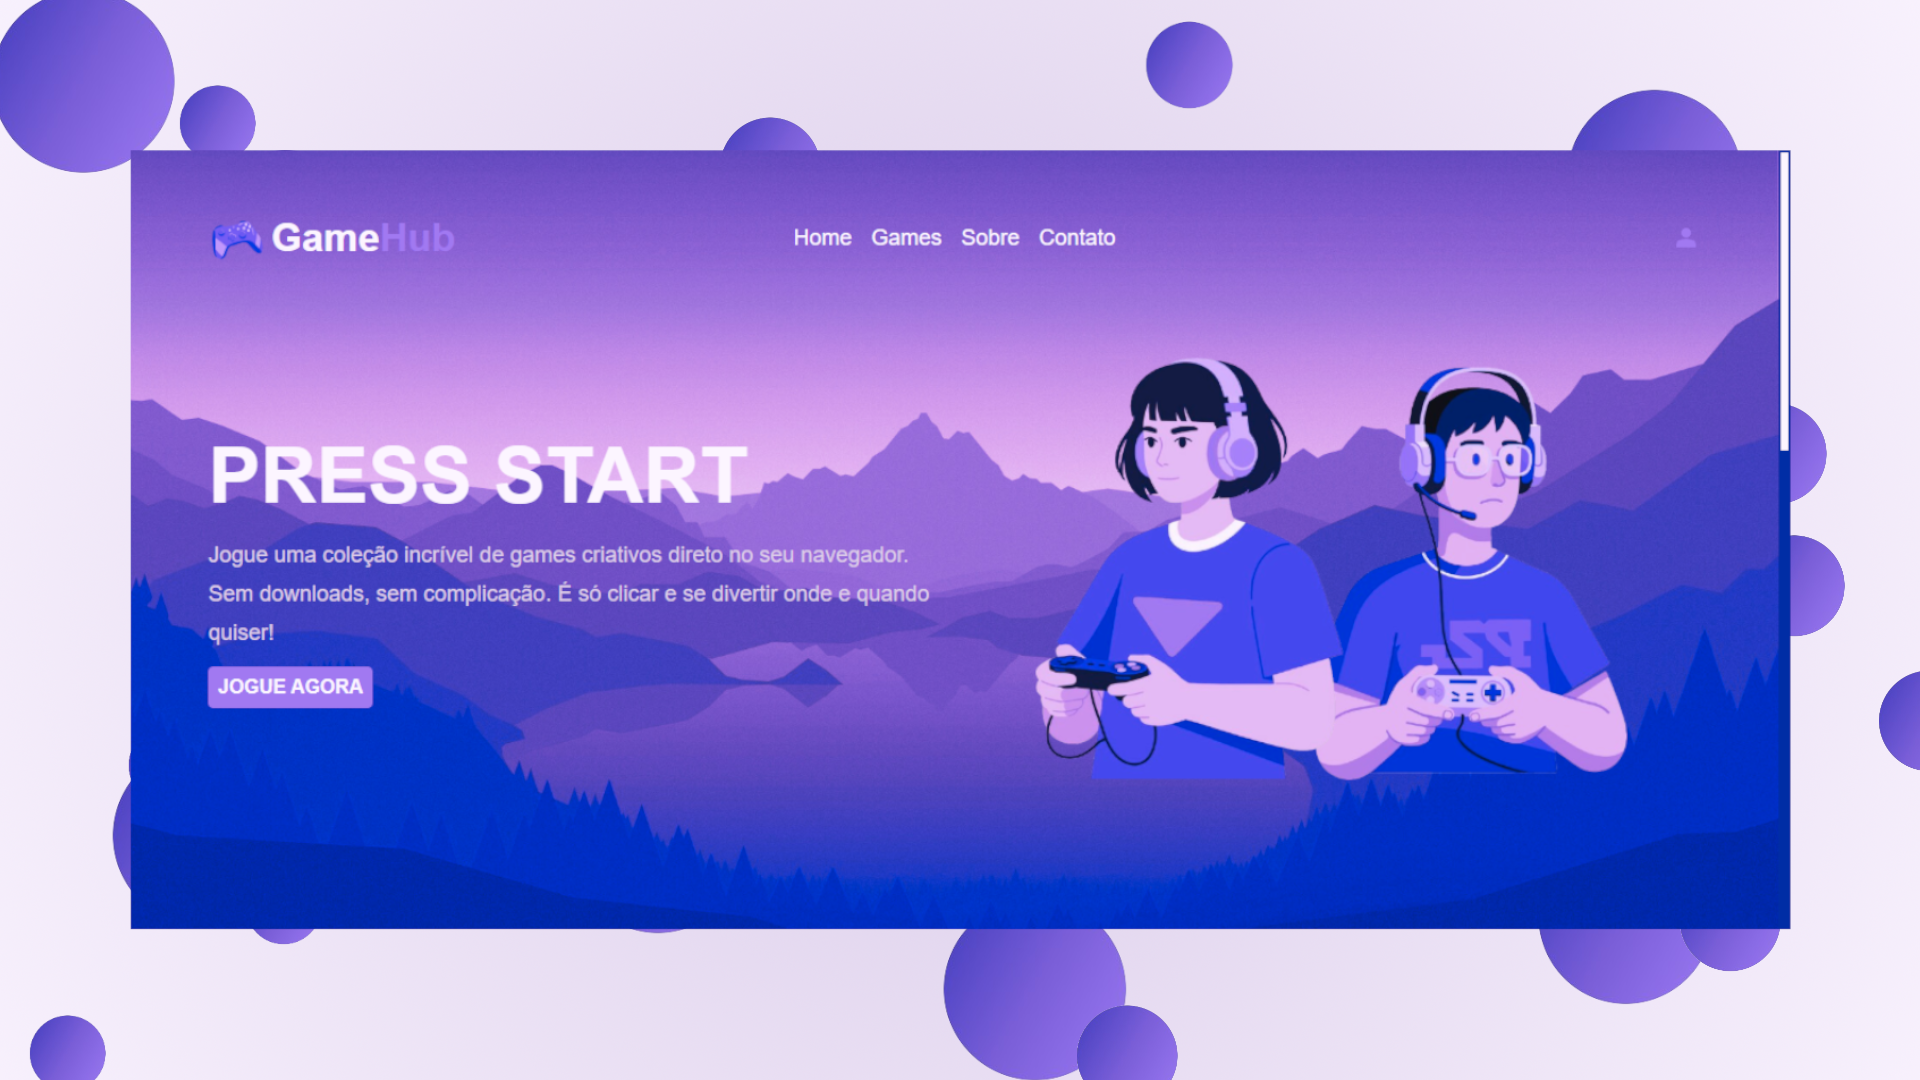 GameHub
Home Games Sobre Contato
PRESS START
Jogue uma coleção incrível de games criativos direto no seu navegador.
Sem downloads, sem complicação. É só clicar e se divertir onde e quando
quiser!
JOGUE AGORA